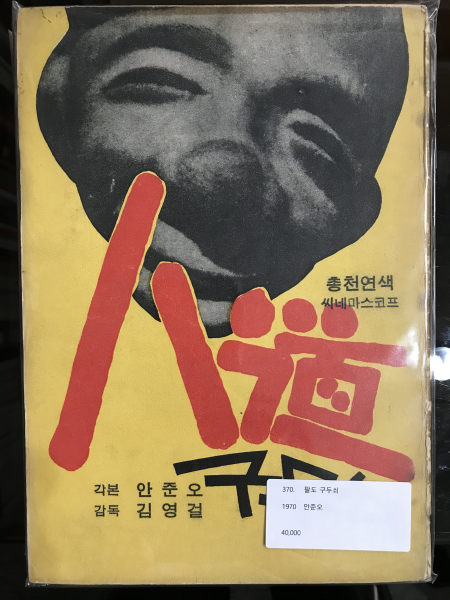 총천연색
씨네마스코프
八道
구두
각본 안준오
감독 김영걸
370. 팔도 구두쇠
1970 안준오
40,000